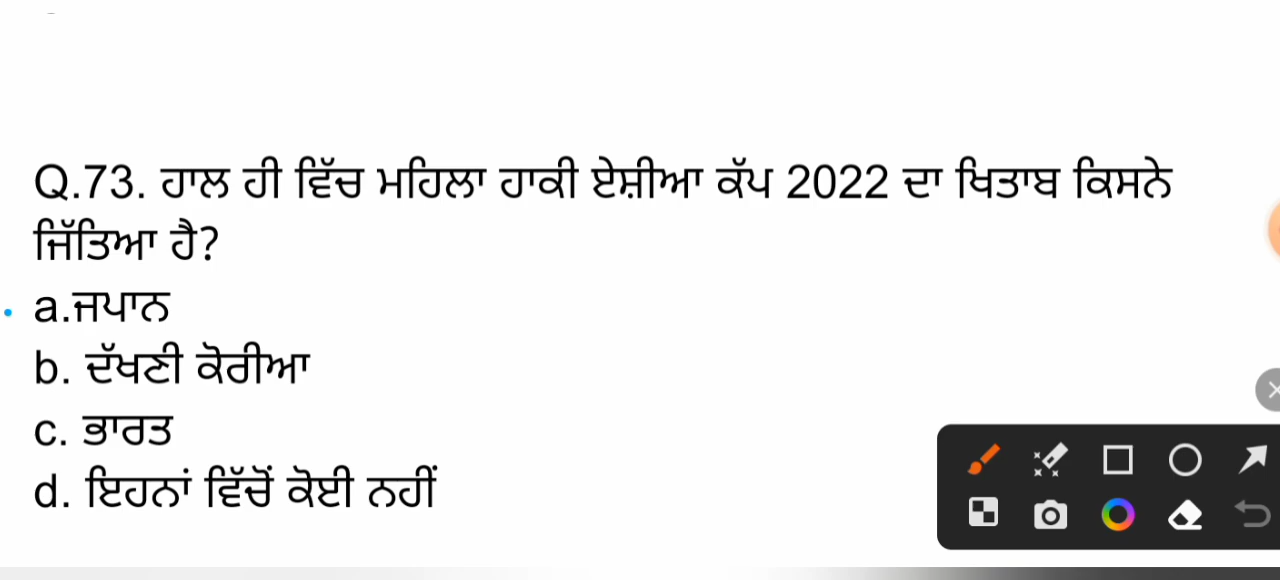 Q.73. ਹਾਲ ਹੀ ਵਿੱਚ ਮਹਿਲਾ ਹਾਕੀ ਏਸ਼ੀਆ ਕੱਪ 2022 ਦਾ ਖਿਤਾਬ ਕਿਸਨੇ
ਜਿੱਤਿਆ ਹੈ?
a.ਜਪਾਨ
b. ਦੱਖਣੀ ਕੋਰੀਆ
c. ਭਾਰਤ
d. ਇਹਨਾਂ ਵਿੱਚੋਂ ਕੋਈ ਨਹੀਂ